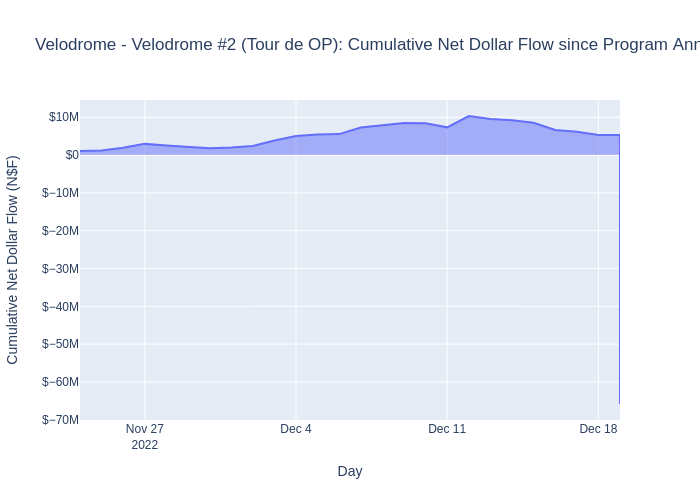 Velodrome - Velodrome #2 (Tour de OP): Cumulative Net Dollar Flow since Program Ann
$10M
$0
$−10M
$−20M
$−30M
$−40M
$−50M
$−60M
$−70M
Cumulative Net Dollar Flow (N$F)
Nov 27
2022
Dec 4
Dec 11
Dec 18
Day